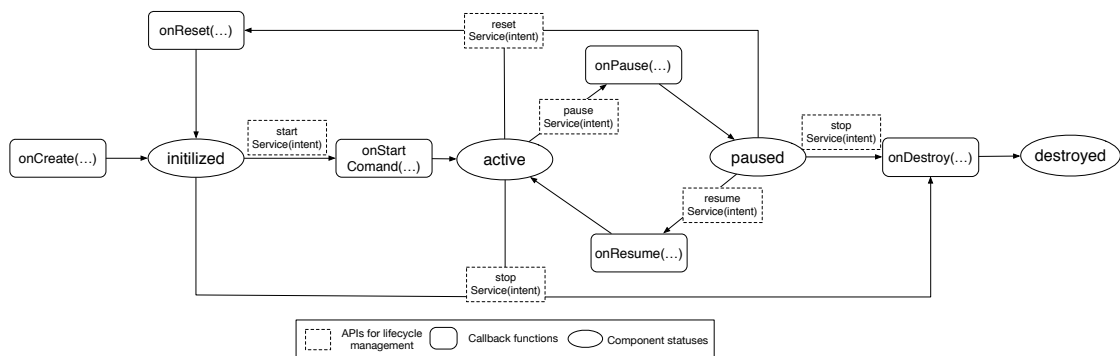 reset
Service(intent)
onReset(…)
onPause(…)
pause
Service(intent)
start
Service(intent)
stop
Service(intent)
onCreate(…)
initilized
onStart
Comand(…)
active
paused
onDestroy(…)
destroyed
resume
Service(intent)
onResume(…)
stop
Service(intent)
APIs for lifecycle
management
Callback functions
Component statuses